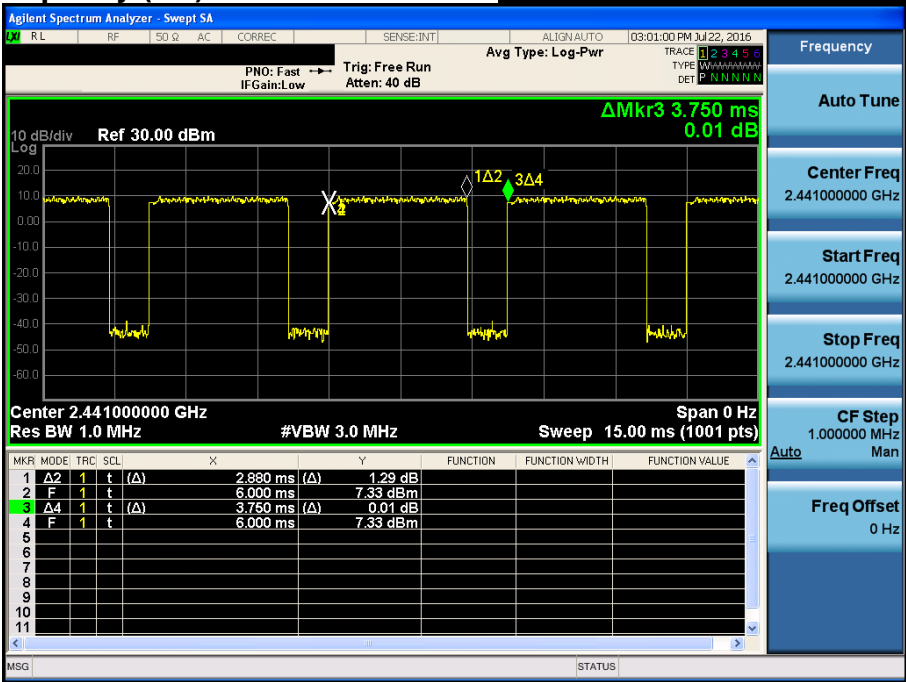 Agilent Spectrum Analyzer - Swept SA
LXI RL RF 50 Ω AC CORREC SENSE:INT ALIGNAUTO 03:01:00 PM Jul 22, 2016
Avg Type: Log-Pwr
TRACE 1 2 3 4 5 6
TYPE WWWWWW
DET P N N N N N
PNO: Fast
IFGain:Low
Trig: Free Run
Atten: 40 dB
ΔMkr3 3.750 ms
0.01 dB
10 dB/div Ref 30.00 dBm
Log
20.0
10.0
0.00
-10.0
-20.0
-30.0
-40.0
-50.0
-60.0
1Δ2
3Δ4
Center 2.441000000 GHz Span 0 Hz
Res BW 1.0 MHz #VBW 3.0 MHz Sweep 15.00 ms (1001 pts)
MKR MODE TRC SCL X Y FUNCTION FUNCTION WIDTH FUNCTION VALUE
1 Δ2 1 t (Δ) 2.880 ms (Δ) 1.29 dB
2 F 1 t 6.000 ms 7.33 dBm
3 Δ4 1 t (Δ) 3.750 ms (Δ) 0.01 dB
4 F 1 t 6.000 ms 7.33 dBm
5
6
7
8
9
10
11
MSG STATUS
Frequency
Auto Tune
Center Freq
2.441000000 GHz
Start Freq
2.441000000 GHz
Stop Freq
2.441000000 GHz
CF Step
1.000000 MHz
Auto Man
Freq Offset
0 Hz